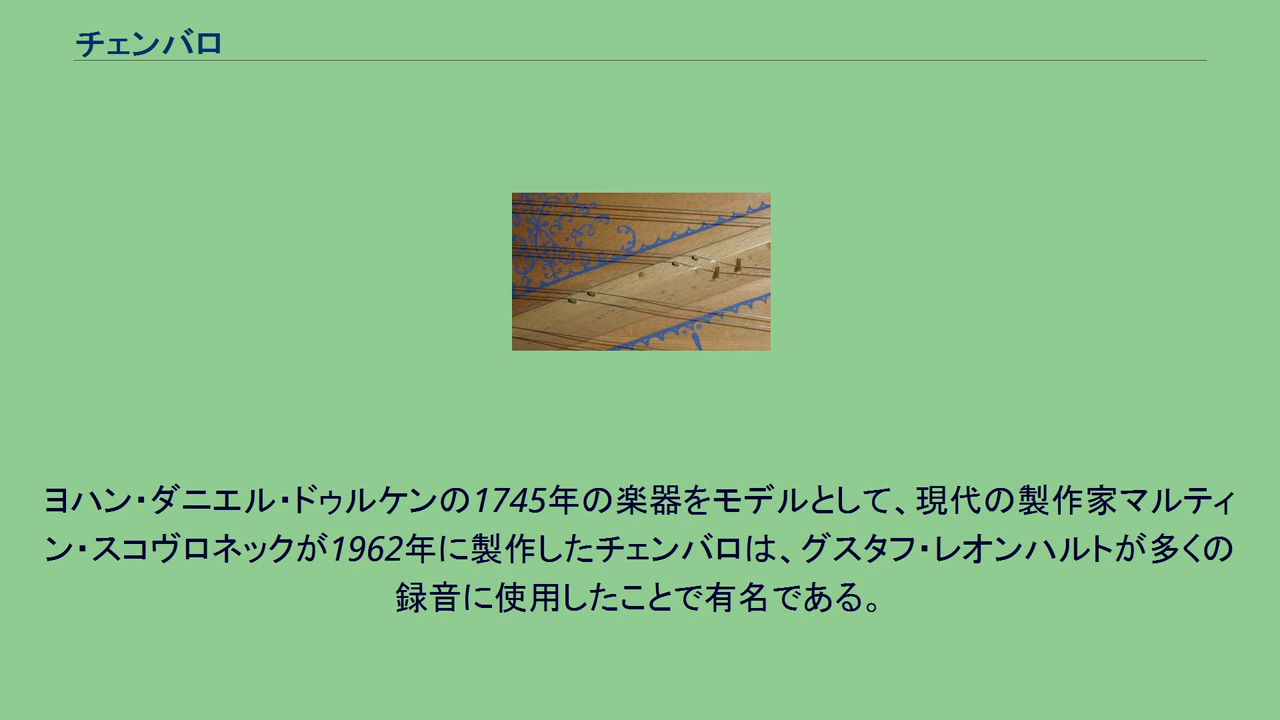 チェンバロ
ヨハン・ダニエル・ドゥルケンの1745年の楽器をモデルとして、現代の製作家マルティ
ン・スコヴロネックが1962年に製作したチェンバロは、グスタフ・レオンハルトが多くの
録音に使用したことで有名である。